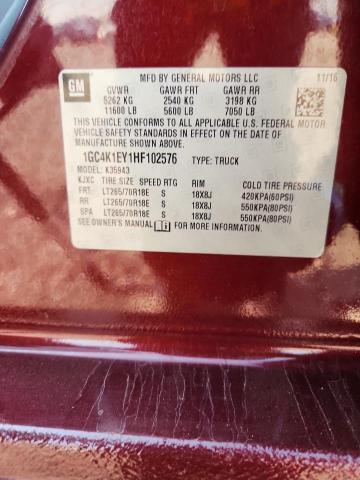 GM
MFD BY GENERAL MOTORS LLC 11/16
GVWR GAWR FRT GAWR RR
5262 KG 2540 KG 3198 KG
11600 LB 5600 LB 7050 LB
THIS VEHICLE CONFORMS TO ALL APPLICABLE U.S. FEDERAL MOTOR
VEHICLE SAFETY STANDARDS IN EFFECT ON THE DATE OF
MANUFACTURE SHOWN ABOVE.
1GC4K1EY1HF102576 TYPE: TRUCK
MODEL: K35943
KJXC TIRE SIZE SPEED RTG RIM COLD TIRE PRESSURE
FRT LT265/70R18E S 18X8J 420KPA(60PSI)
RR LT265/70R18E S 18X8J 550KPA(80PSI)
SPA LT265/70R18E S 18X8J 550KPA(80PSI)
SEE OWNER'S MANUAL FOR MORE INFORMATION.